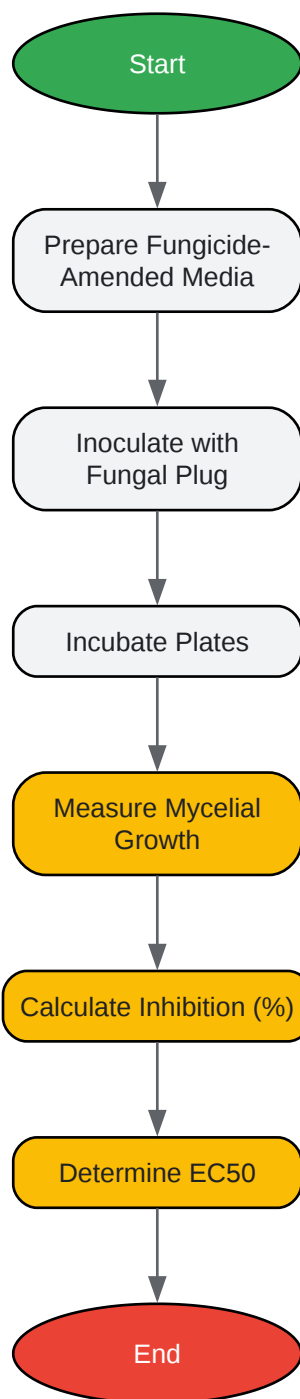 Start
Prepare Fungicide-
Amended Media
Inoculate with
Fungal Plug
Incubate Plates
Measure Mycelial
Growth
Calculate Inhibition (%)
Determine EC50
End